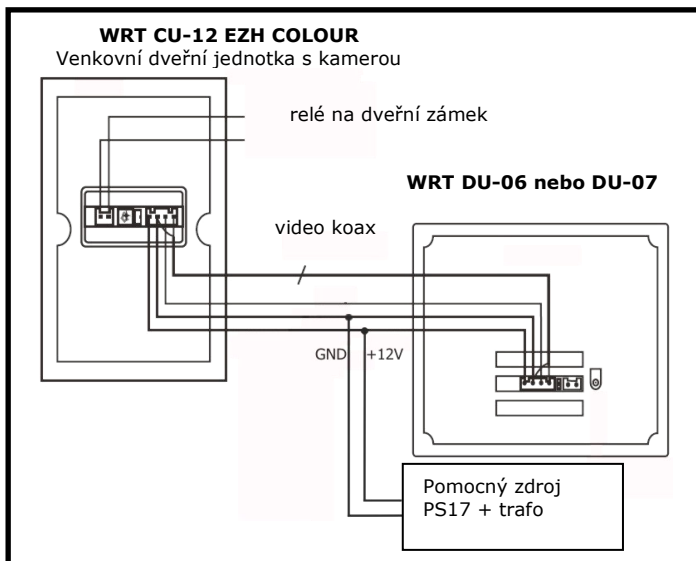 WRT CU-12 EZH COLOUR
Venkovní dveřní jednotka s kamerou
relé na dveřní zámek
WRT DU-06 nebo DU-07
video koax
GND +12V
Pomocný zdroj
PS17 + trafo